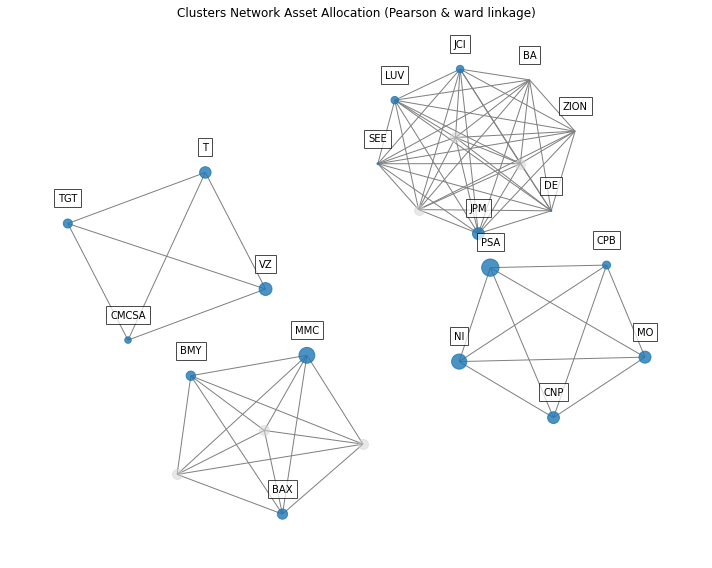 Clusters Network Asset Allocation (Pearson & ward linkage)
JCI
BA
LUV
ZION
SEE
T
DE
TGT
JPM
PSA
CPB
VZ
CMCSA
MMC
MO
NI
BMY
CNP
BAX